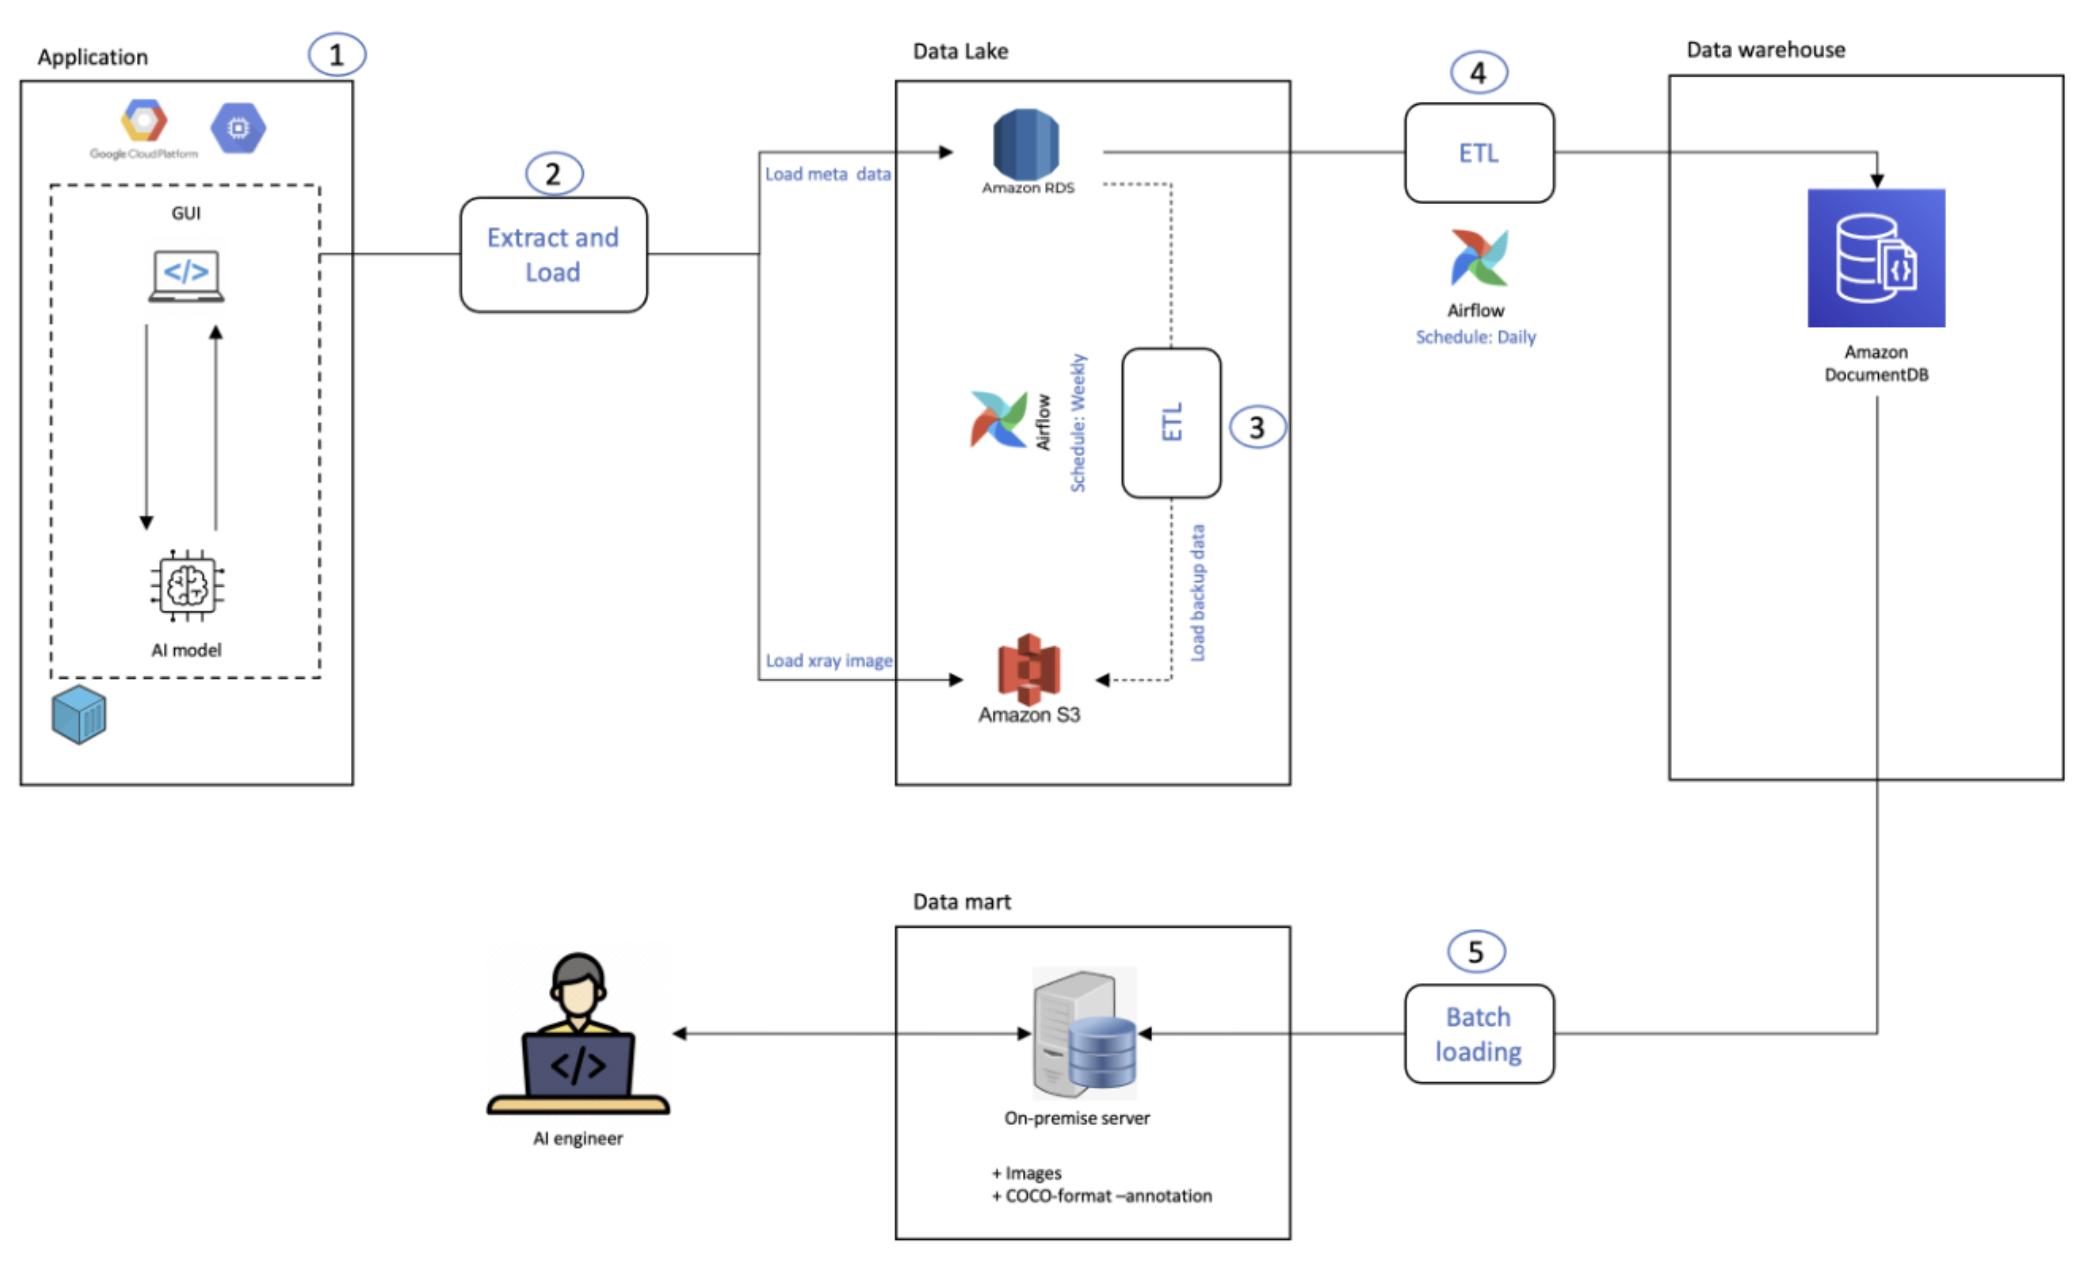 Application
1
Google Cloud Platform
GUI
</>
AI model
2
Extract and
Load
Load meta data
Load xray image
Data Lake
Amazon RDS
Airflow
Schedule: Weekly
ETL
3
Load backup data
Amazon S3
4
ETL
Airflow
Schedule: Daily
Data warehouse
{}
Amazon
DocumentDB
5
Batch
loading
Data mart
On-premise server
+ Images
+ COCO-format –annotation
</>
AI engineer